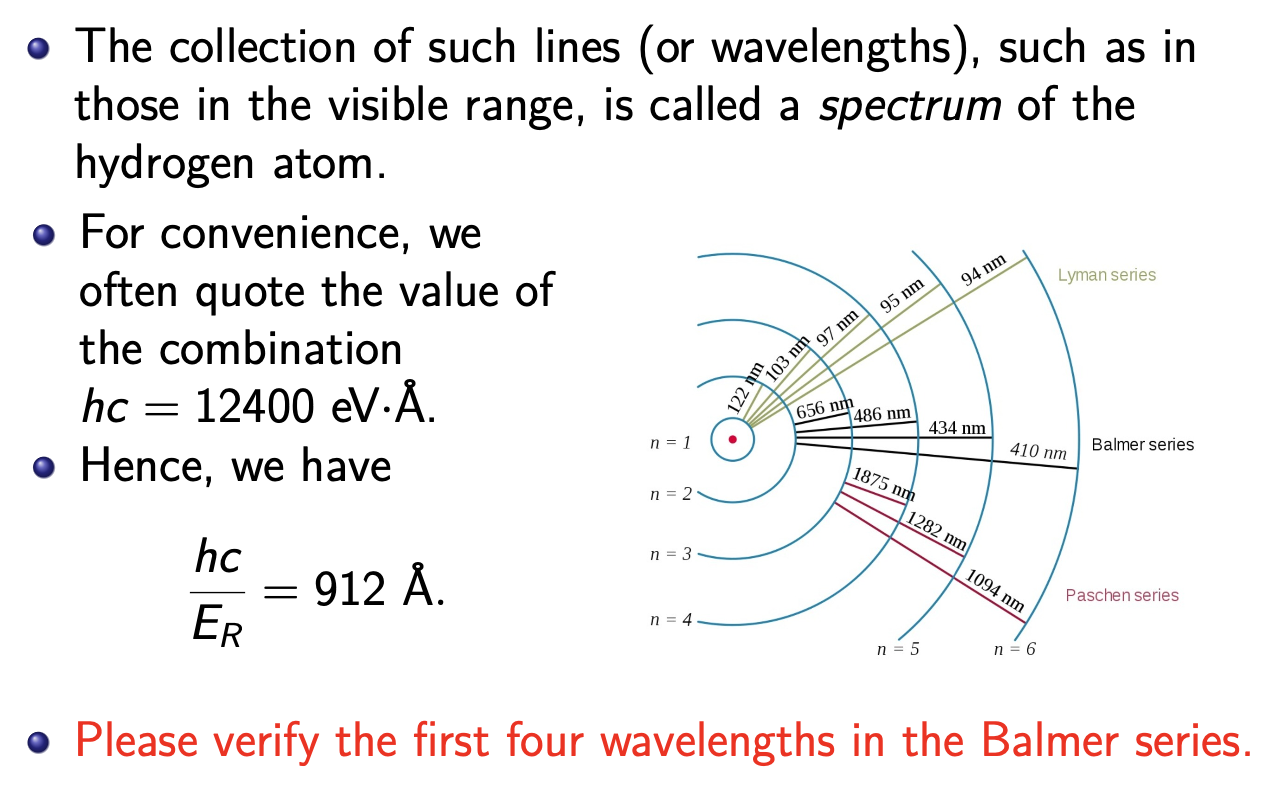 The collection of such lines (or wavelengths), such as in
those in the visible range, is called a spectrum of the
hydrogen atom.
For convenience, we
often quote the value of
the combination
hc = 12400 eV·Å.
Hence, we have
hc
E_R
= 912 Å.
94 nm
Lyman series
95 nm
97 nm
103 nm
122 nm
656 nm
486 nm
434 nm
410 nm
Balmer series
n = 1
1875 nm
n = 2
1282 nm
n = 3
1094 nm
Paschen series
n = 4
n = 5
n = 6
Please verify the first four wavelengths in the Balmer series.